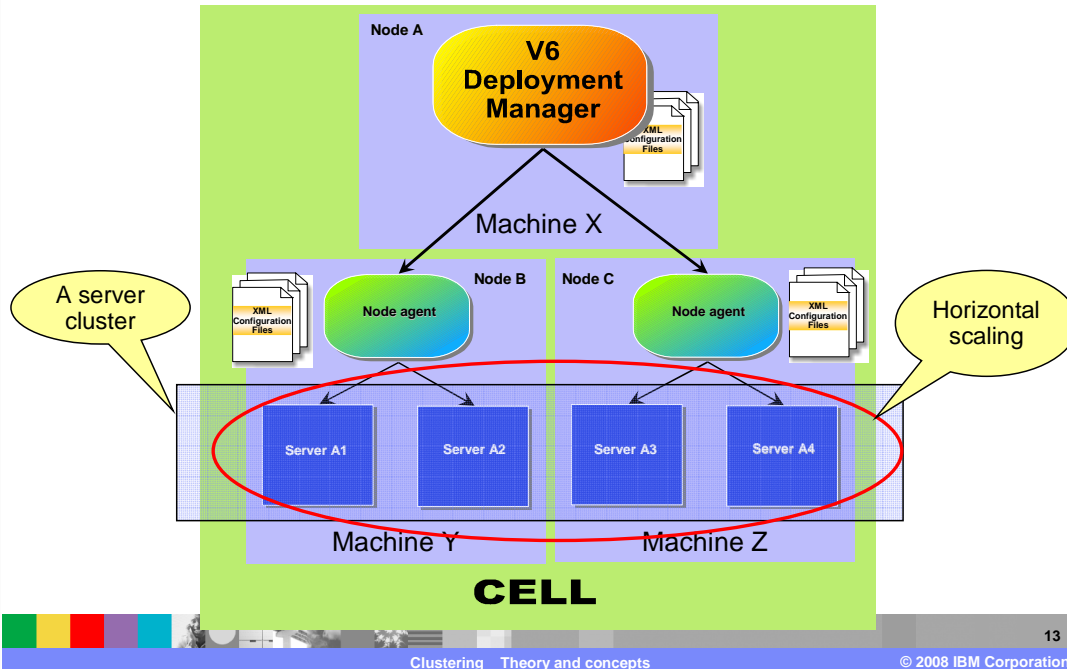 Node A
V6
Deployment
Manager
XML
Configuration
Files
Machine X
A server
cluster
XML
Configuration
Files
Node agent
Node B
Node C
Node agent
XML
Configuration
Files
Horizontal
scaling
Server A1
Server A2
Server A3
Server A4
Machine Y
Machine Z
CELL
13
Clustering Theory and concepts
© 2008 IBM Corporation